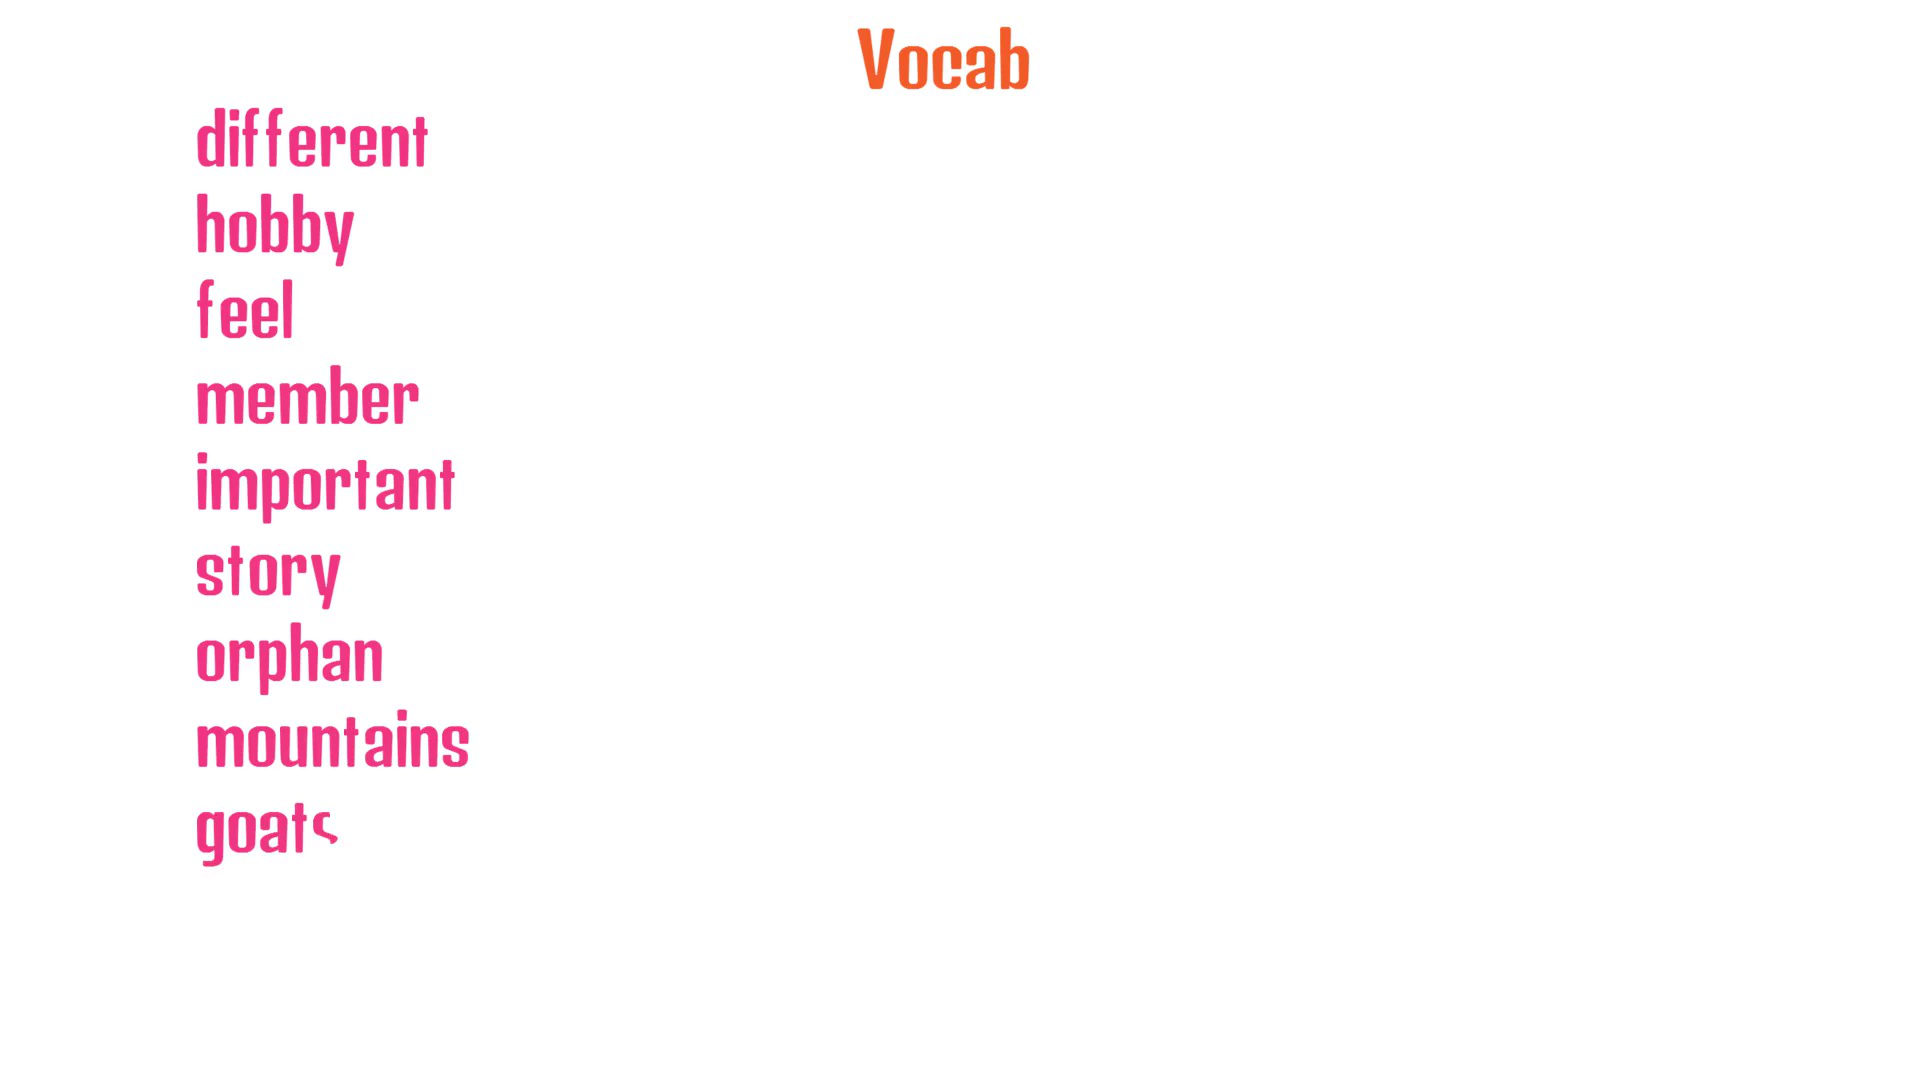 Vocab
different
hobby
feel
member
important
story
orphan
mountains
goats